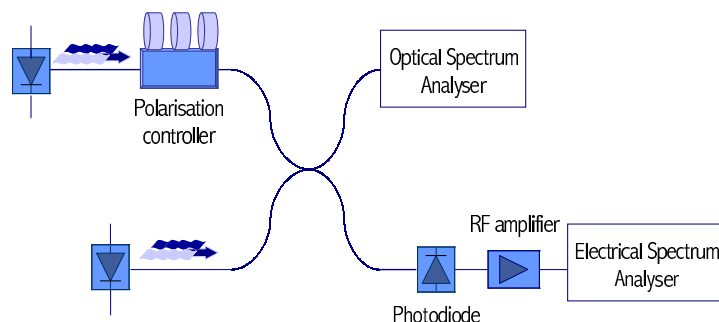 Optical Spectrum
Analyser
Polarisation
controller
RF amplifier
Electrical Spectrum
Analyser
Photodiode